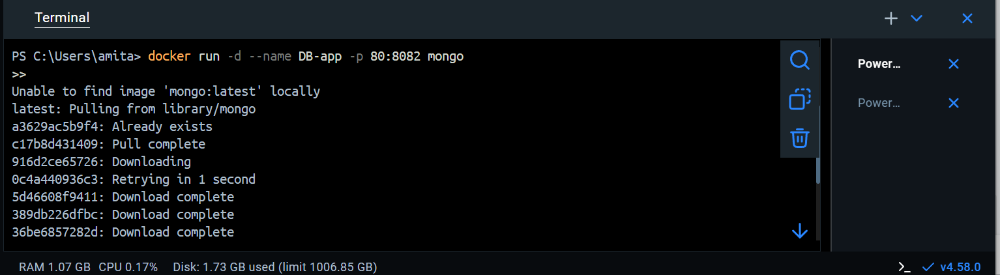 Terminal
PS C:\Users\amita> docker run -d --name DB-app -p 80:8082 mongo
>>
Unable to find image 'mongo:latest' locally
latest: Pulling from library/mongo
a3629ac5b9f4: Already exists
c17b8d431409: Pull complete
916d2ce65726: Downloading
0c4a440936c3: Retrying in 1 second
5d46608f9411: Download complete
389db226dfbc: Download complete
36be6857282d: Download complete
Power...
Power...
RAM 1.07 GB CPU 0.17% Disk: 1.73 GB used (limit 1006.85 GB)
v4.58.0